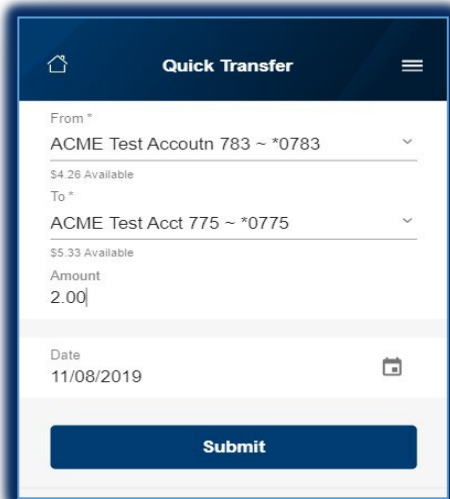 Quick Transfer
From *
ACME Test Accoutn 783 ~ *0783
$4.26 Available
To *
ACME Test Acct 775 ~ *0775
$5.33 Available
Amount
2.00
Date
11/08/2019
Submit